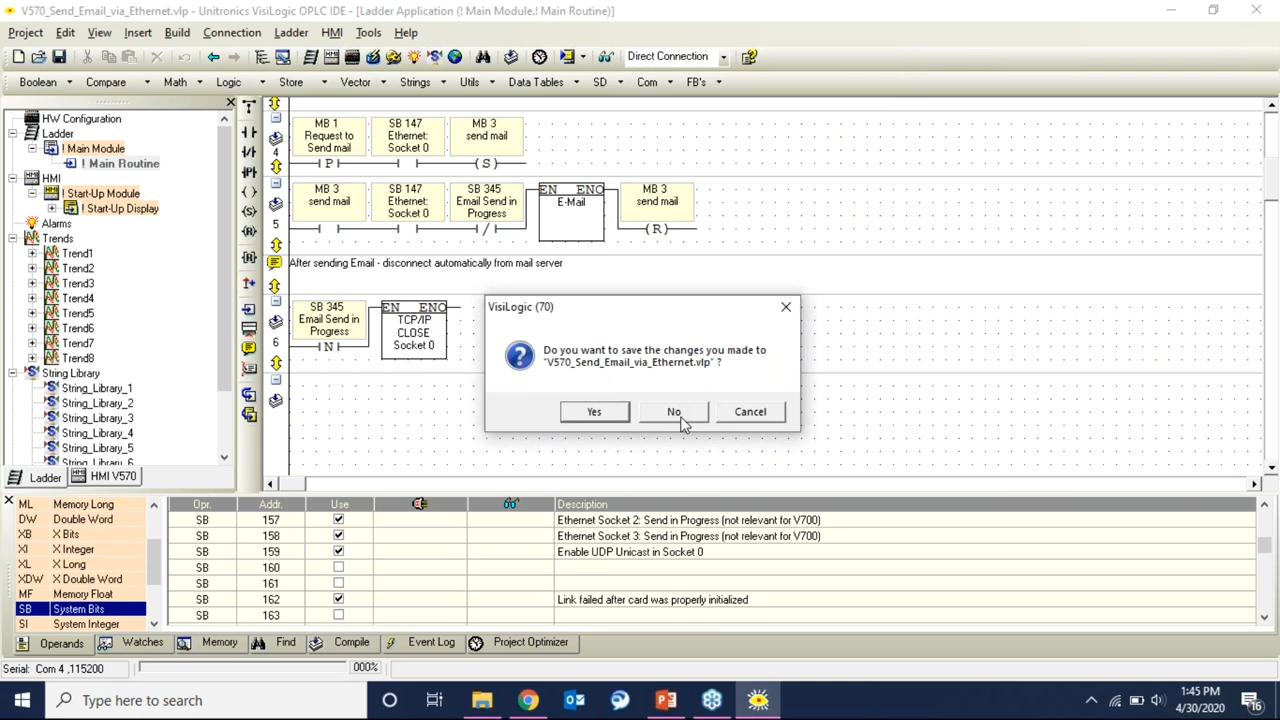 V570_Send_Email_via_Ethernet.vlp - Unitronics VisiLogic OPLC IDE - [Ladder Application (! Main Module.! Main Routine)]
Project Edit View Insert Build Connection Ladder HMI Tools Help
Direct Connection
Boolean Compare Math Logic Store Vector Strings Utils Data Tables SD Com FB's
HW Configuration
Ladder
! Main Module
! Main Routine
HMI
! Start-Up Module
! Start-Up Display
Alarms
Trends
Trend1
Trend2
Trend3
Trend4
Trend5
Trend6
Trend7
Trend8
String Library
String_Library_1
String_Library_2
String_Library_3
String_Library_4
String_Library_5
String_Library_6
Ladder HMI V570
MB 1 SB 147 MB 3
Request to Ethernet: send mail
Send mail Socket 0
4
P (S)
MB 3 SB 147 SB 345 EN ENO MB 3
send mail Ethernet: Email Send in E-Mail send mail
Socket 0 Progress
5
(R)
After sending Email - disconnect automatically from mail server
SB 345 EN ENO
Email Send in TCP/IP
Progress CLOSE
6 Socket 0
N
VisiLogic (70)
Do you want to save the changes you made to
"V570_Send_Email_via_Ethernet.vlp" ?
Yes No Cancel
ML Memory Long
DW Double Word
XB X Bits
XI X Integer
XL X Long
XDW X Double Word
MF Memory Float
SB System Bits
SI System Integer
Opr. Addr. Use Description
SB 157 Ethernet Socket 2: Send in Progress (not relevant for V700)
SB 158 Ethernet Socket 3: Send in Progress (not relevant for V700)
SB 159 Enable UDP Unicast in Socket 0
SB 160
SB 161
SB 162 Link failed after card was properly initialized
SB 163
Operands Watches Memory Find Compile Event Log Project Optimizer
Serial: Com 4 ,115200 000%
Type here to search
1:45 PM
4/30/2020
16